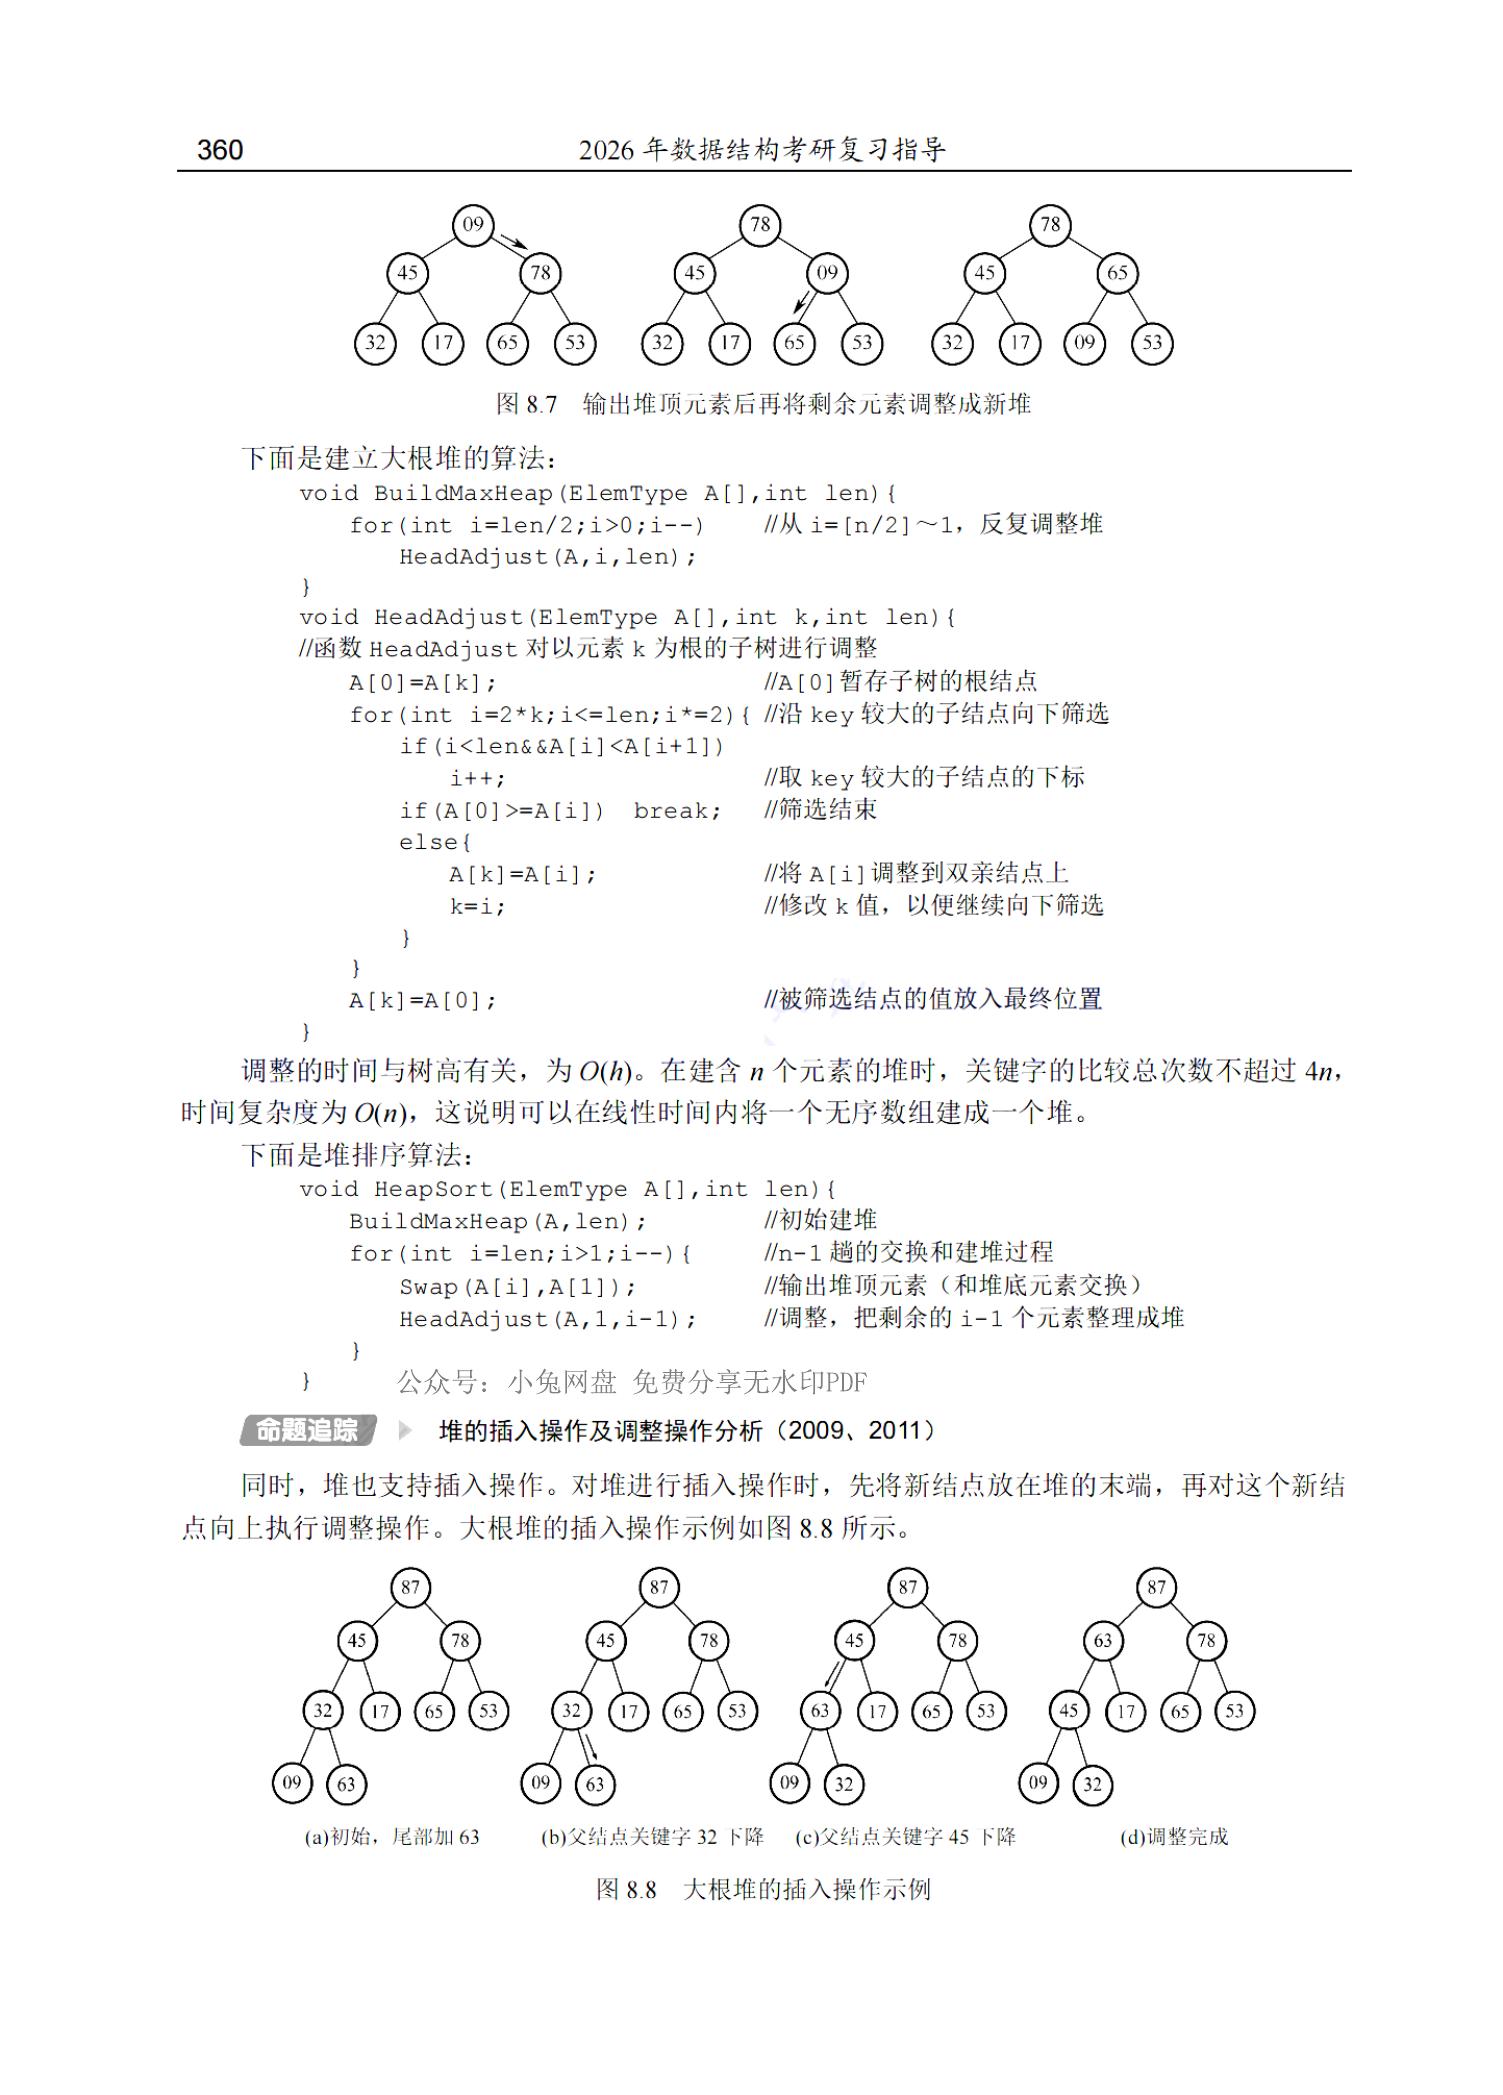 360
2026 年数据结构考研复习指导
09 78 78
45 78 45 09 45 65
32 17 65 53 32 17 65 53 32 17 09 53
图 8.7 输出堆顶元素后再将剩余元素调整成新堆
下面是建立大根堆的算法：
void BuildMaxHeap(ElemType A[],int len){
for(int i=len/2;i>0;i--) //从 i=[n/2]～1，反复调整堆
HeadAdjust(A,i,len);
}
void HeadAdjust(ElemType A[],int k,int len){
//函数 HeadAdjust 对以元素 k 为根的子树进行调整
A[0]=A[k]; //A[0]暂存子树的根结点
for(int i=2*k;i<=len;i*=2){ //沿 key 较大的子结点向下筛选
if(i<len&&A[i]<A[i+1])
i++; //取 key 较大的子结点的下标
if(A[0]>=A[i]) break; //筛选结束
else{
A[k]=A[i]; //将 A[i]调整到双亲结点上
k=i; //修改 k 值，以便继续向下筛选
}
}
A[k]=A[0]; //被筛选结点的值放入最终位置
}
调整的时间与树高有关，为 O(h)。在建含 n 个元素的堆时，关键字的比较总次数不超过 4n，
时间复杂度为 O(n)，这说明可以在线性时间内将一个无序数组建成一个堆。
下面是堆排序算法：
void HeapSort(ElemType A[],int len){
BuildMaxHeap(A,len); //初始建堆
for(int i=len;i>1;i--){ //n-1 趟的交换和建堆过程
Swap(A[i],A[1]); //输出堆顶元素（和堆底元素交换）
HeadAdjust(A,1,i-1); //调整，把剩余的 i-1 个元素整理成堆
}
} 公众号：小兔网盘 免费分享无水印PDF
命题追踪 堆的插入操作及调整操作分析（2009、2011）
同时，堆也支持插入操作。对堆进行插入操作时，先将新结点放在堆的末端，再对这个新结
点向上执行调整操作。大根堆的插入操作示例如图 8.8 所示。
87 87 87 87
45 78 45 78 45 78 63 78
32 17 65 53 32 17 65 53 63 17 65 53 45 17 65 53
09 63 09 63 09 32 09 32
(a)初始，尾部加 63 (b)父结点关键字 32 下降 (c)父结点关键字 45 下降 (d)调整完成
图 8.8 大根堆的插入操作示例